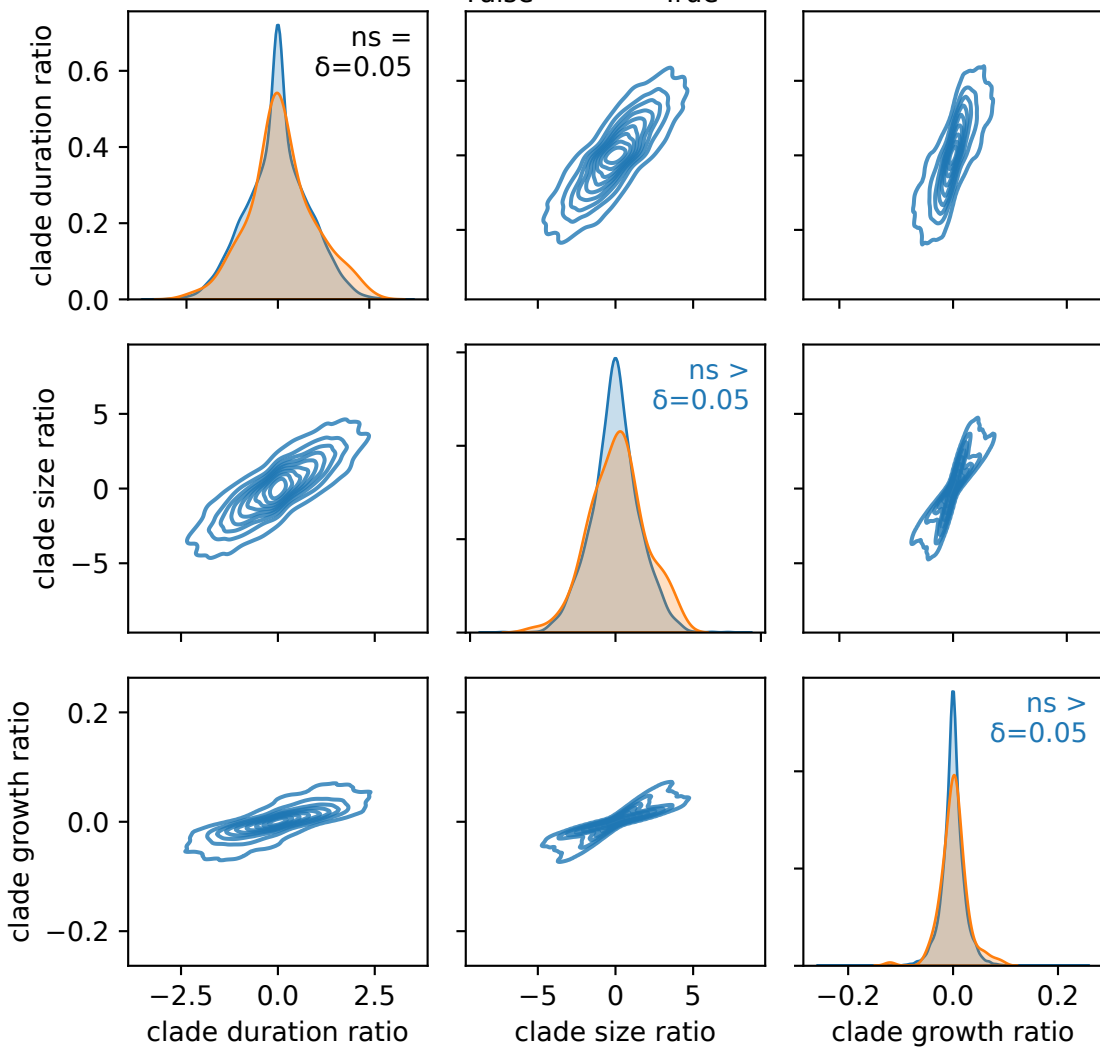 clade duration ratio
0.6
0.4
0.2
0.0
ns =
δ=0.05
clade size ratio
5
0
−5
ns >
δ=0.05
clade growth ratio
0.2
0.0
−0.2
ns >
δ=0.05
−2.5 0.0 2.5
−5 0 5
−0.2 0.0 0.2
clade duration ratio
clade size ratio
clade growth ratio